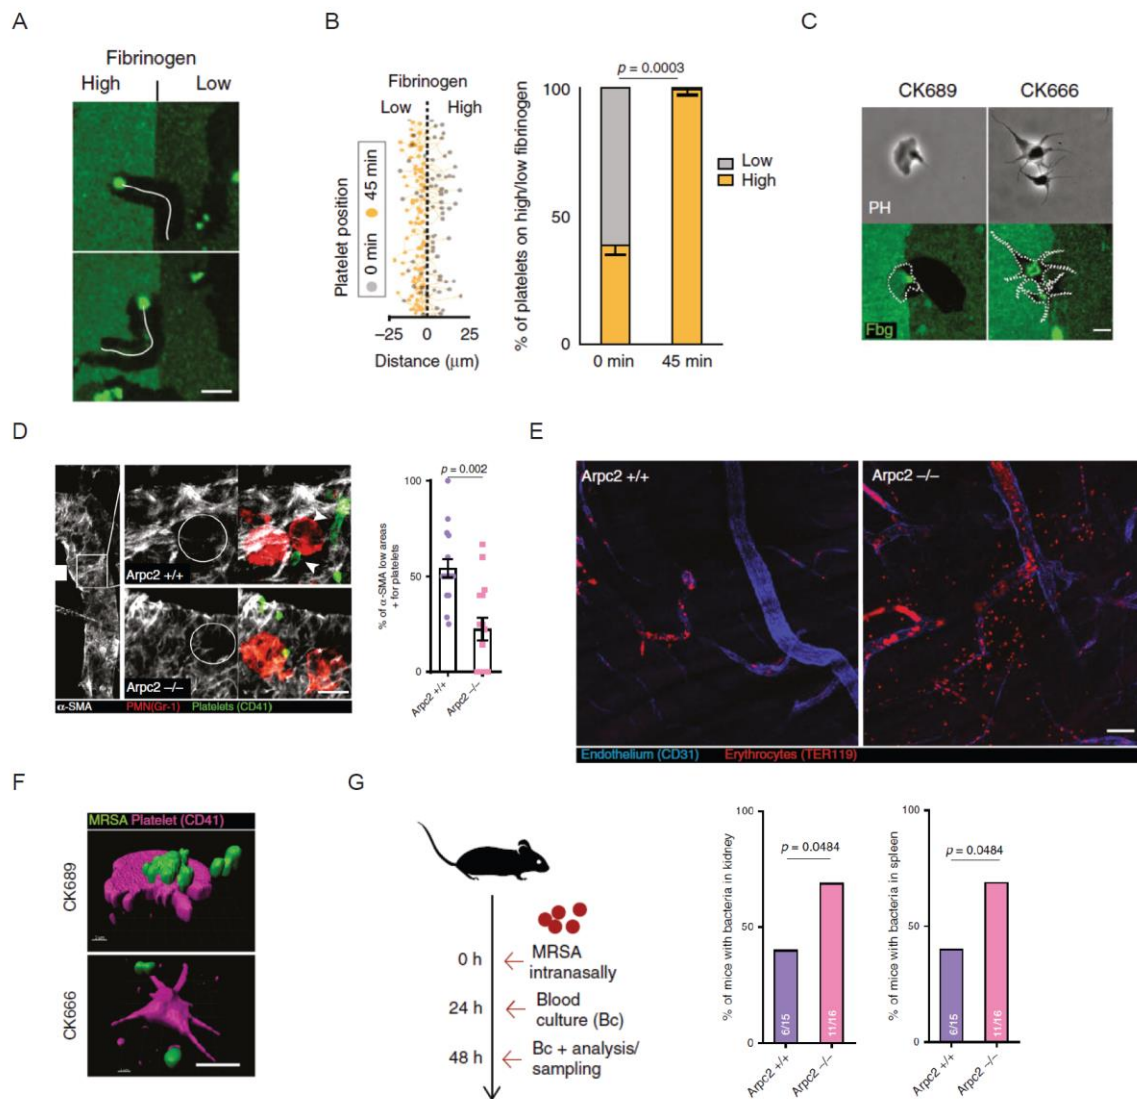 A
Fibrinogen
High
Low
B
Fibrinogen
Low
High
Platelet position
0 min
45 min
−25
0
25
Distance (μm)
p = 0.0003
% of platelets on high/low fibrinogen
100
50
0
0 min
45 min
Low
High
C
CK689
CK666
PH
Fbg
D
Arpc2 +/+
Arpc2 −/−
α-SMA
PMN(Gr-1)
Platelets (CD41)
p = 0.002
% of α-SMA low areas
+ for platelets
100
50
0
Arpc2 +/+
Arpc2 −/−
E
Arpc2 +/+
Arpc2 −/−
Endothelium (CD31)
Erythrocytes (TER119)
F
MRSA Platelet (CD41)
CK689
CK666
G
0 h
MRSA
intranasally
24 h
Blood
culture (Bc)
48 h
Bc + analysis/
sampling
% of mice with bacteria in kidney
100
50
0
p = 0.0484
6/15
11/16
Arpc2 +/+
Arpc2 −/−
% of mice with bacteria in spleen
100
50
0
p = 0.0484
6/15
11/16
Arpc2 +/+
Arpc2 −/−